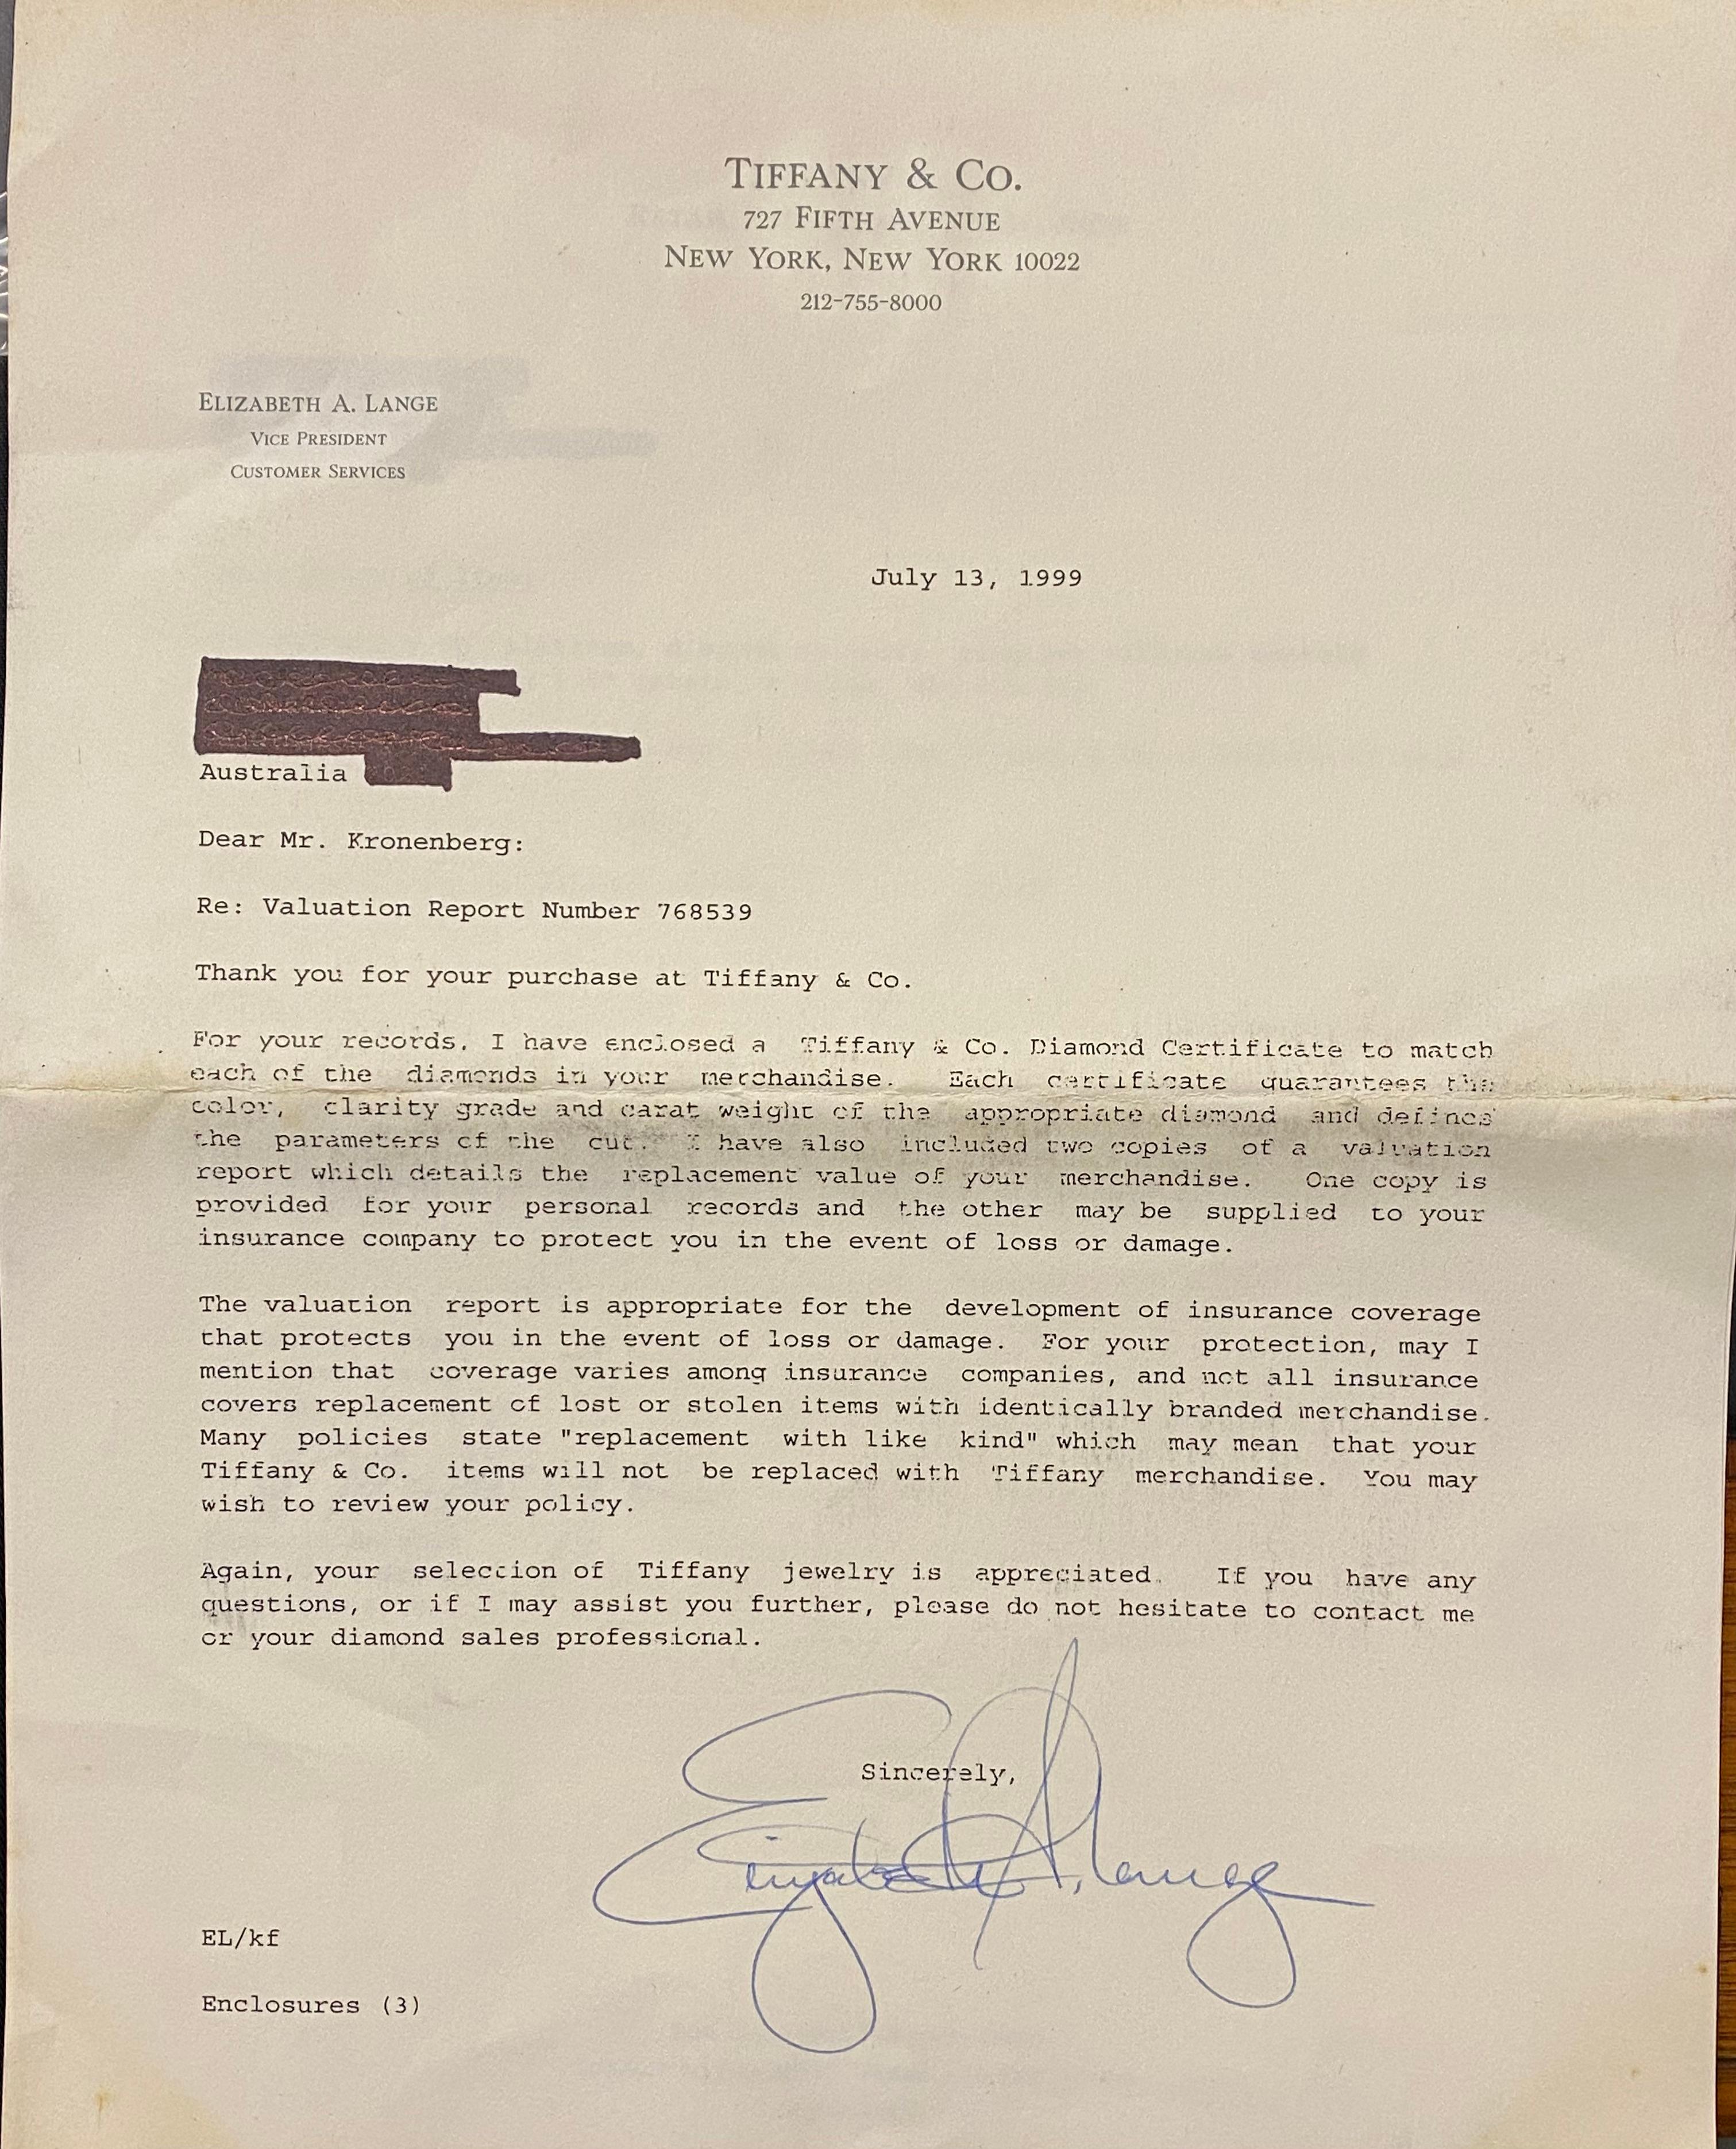 TIFFANY & CO.
727 FIFTH AVENUE
NEW YORK, NEW YORK 10022
212-755-8000
ELIZABETH A. LANGE
VICE PRESIDENT
CUSTOMER SERVICES
July 13, 1999
Australia
Dear Mr. Kronenberg:
Re: Valuation Report Number 768539
Thank you for your purchase at Tiffany & Co.
For your records, I have enclosed a Tiffany & Co. Diamond Certificate to match
each of the diamonds in your merchandise. Each certificate guarantees the
color, clarity grade and carat weight of the appropriate diamond and defines
the parameters of the cut. I have also included two copies of a valuation
report which details the replacement value of your merchandise. One copy is
provided for your personal records and the other may be supplied to your
insurance company to protect you in the event of loss or damage.
The valuation report is appropriate for the development of insurance coverage
that protects you in the event of loss or damage. For your protection, may I
mention that coverage varies among insurance companies, and not all insurance
covers replacement of lost or stolen items with identically branded merchandise.
Many policies state "replacement with like kind" which may mean that your
Tiffany & Co. items will not be replaced with Tiffany merchandise. You may
wish to review your policy.
Again, your selection of Tiffany jewelry is appreciated. If you have any
questions, or if I may assist you further, please do not hesitate to contact me
or your diamond sales professional.
Sincerely,
Elizabeth A. Lange
EL/kf
Enclosures (3)